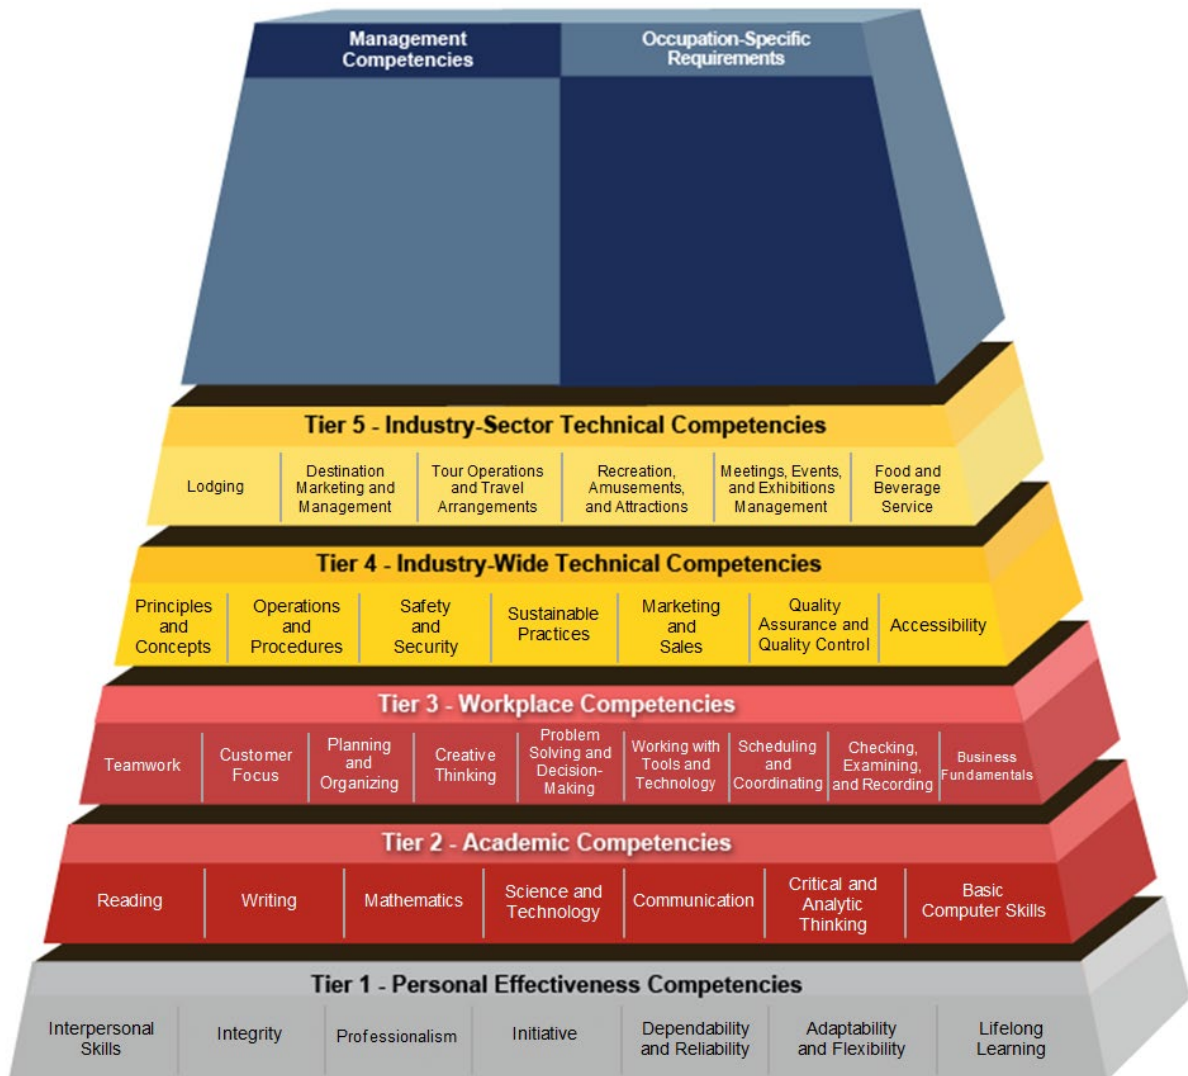 Management
Competencies
Occupation-Specific
Requirements
Tier 5 - Industry-Sector Technical Competencies
Lodging
Destination
Marketing and
Management
Tour Operations
and Travel
Arrangements
Recreation,
Amusements,
and Attractions
Meetings, Events,
and Exhibitions
Management
Food and
Beverage
Service
Tier 4 - Industry-Wide Technical Competencies
Principles
and
Concepts
Operations
and
Procedures
Safety
and
Security
Sustainable
Practices
Marketing
and
Sales
Quality
Assurance and
Quality Control
Accessibility
Tier 3 - Workplace Competencies
Teamwork
Customer
Focus
Planning
and
Organizing
Creative
Thinking
Problem
Solving and
Decision-
Making
Working with
Tools and
Technology
Scheduling
and
Coordinating
Checking,
Examining,
and Recording
Business
Fundamentals
Tier 2 - Academic Competencies
Reading
Writing
Mathematics
Science and
Technology
Communication
Critical and
Analytic
Thinking
Basic
Computer Skills
Tier 1 - Personal Effectiveness Competencies
Interpersonal
Skills
Integrity
Professionalism
Initiative
Dependability
and Reliability
Adaptability
and Flexibility
Lifelong
Learning